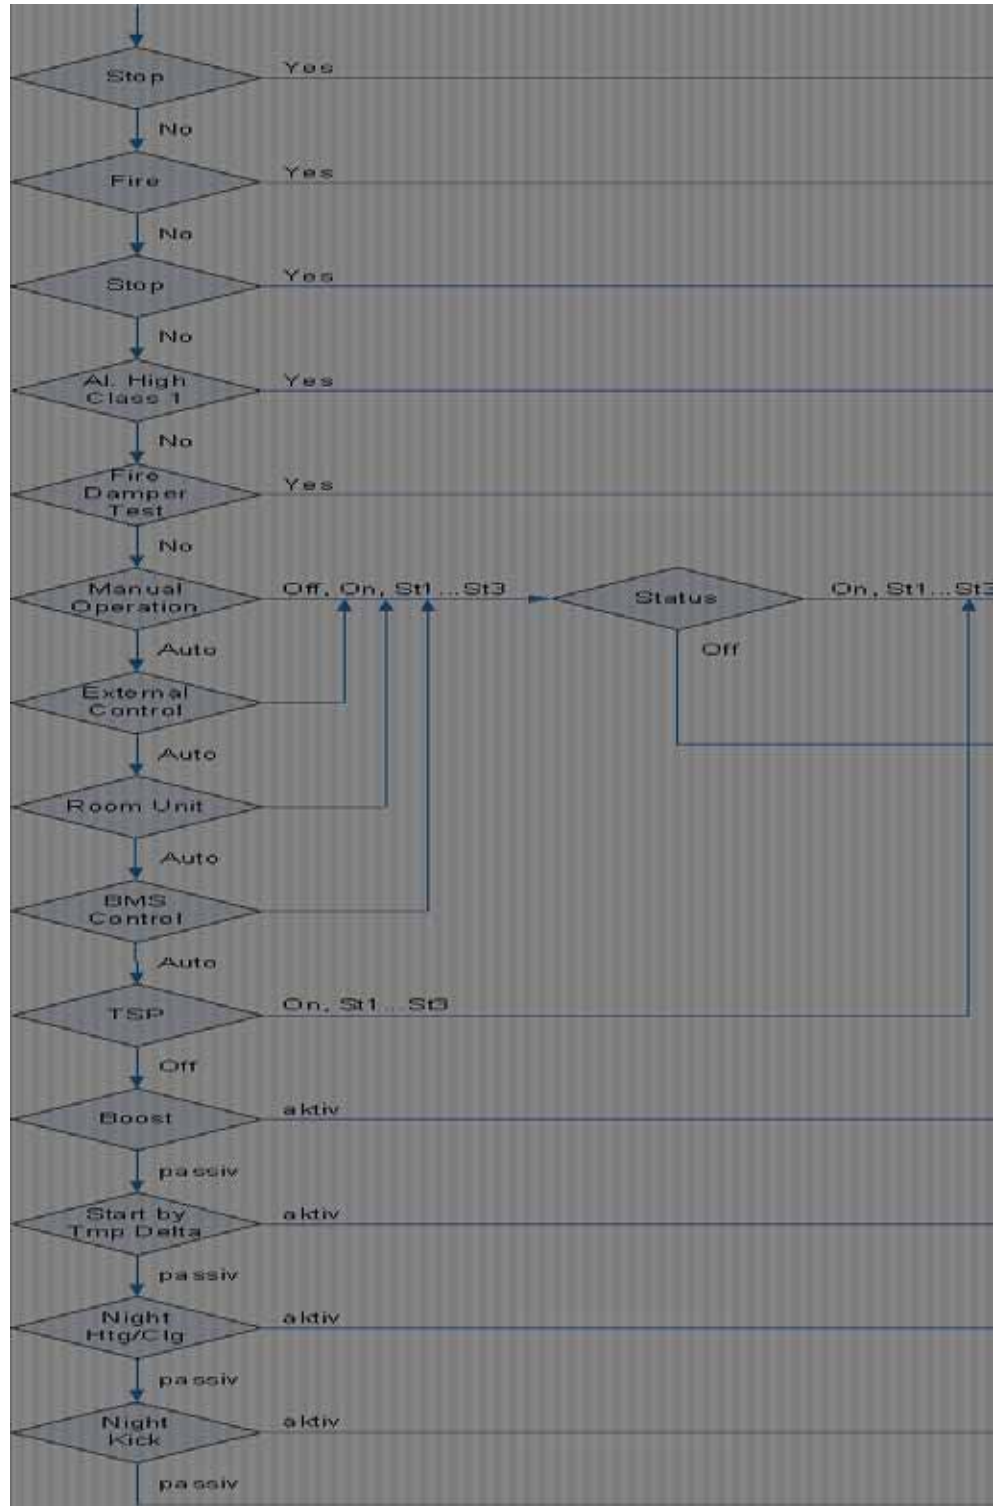 Stop
Yes
No
Fire
Yes
No
Stop
Yes
No
Al. High
Class 1
Yes
No
Fire
Damper
Test
Yes
No
Manual
Operation
Off, On, St1...St3
Status
On, St1...St3
Off
Auto
External
Control
Auto
Room Unit
Auto
BMS
Control
Auto
TSP
On, St1...St3
Off
Boost
aktiv
passiv
Start by
Tmp Delta
aktiv
passiv
Night
Htg/Clg
aktiv
passiv
Night
Kick
aktiv
passiv